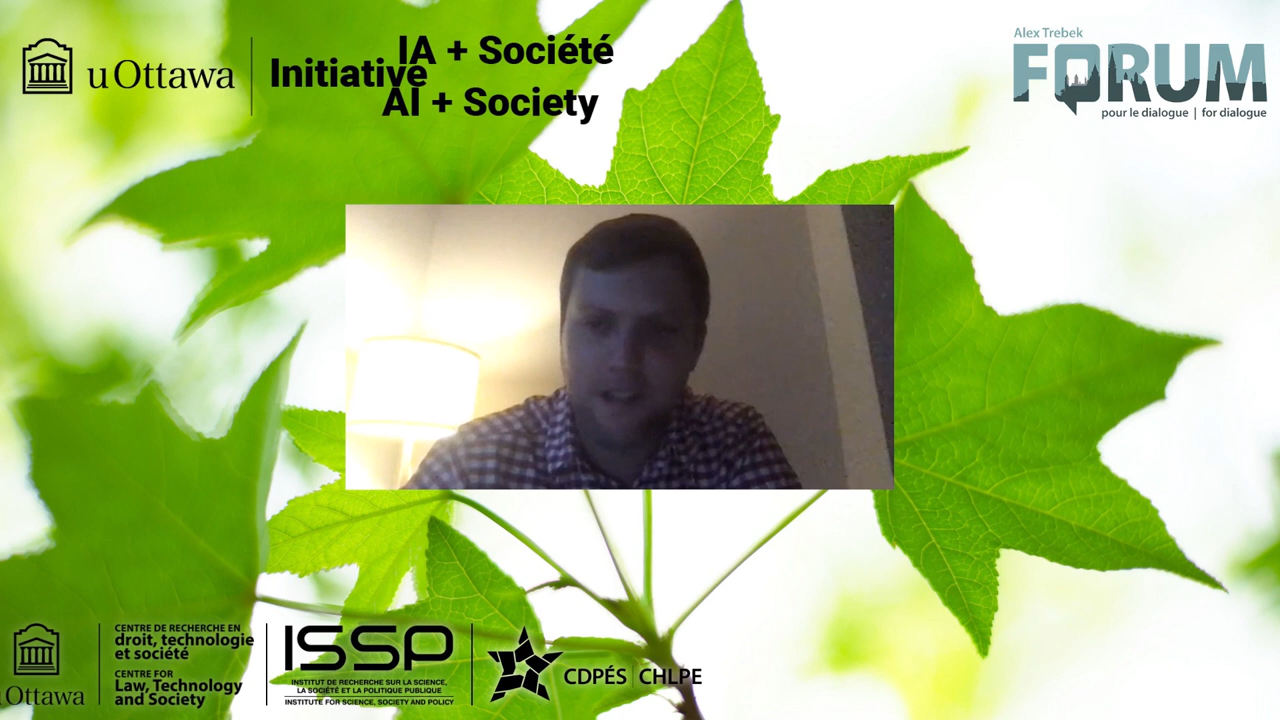 uOttawa
Initiative
IA + Société
AI + Society
Alex Trebek
FORUM
pour le dialogue | for dialogue
uOttawa
CENTRE DE RECHERCHE EN
droit, technologie
et société
CENTRE FOR
Law, Technology
and Society
ISSP
INSTITUT DE RECHERCHE SUR LA SCIENCE,
LA SOCIÉTÉ ET LA POLITIQUE PUBLIQUE
INSTITUTE FOR SCIENCE, SOCIETY AND POLICY
CDPÉS | CHLPE